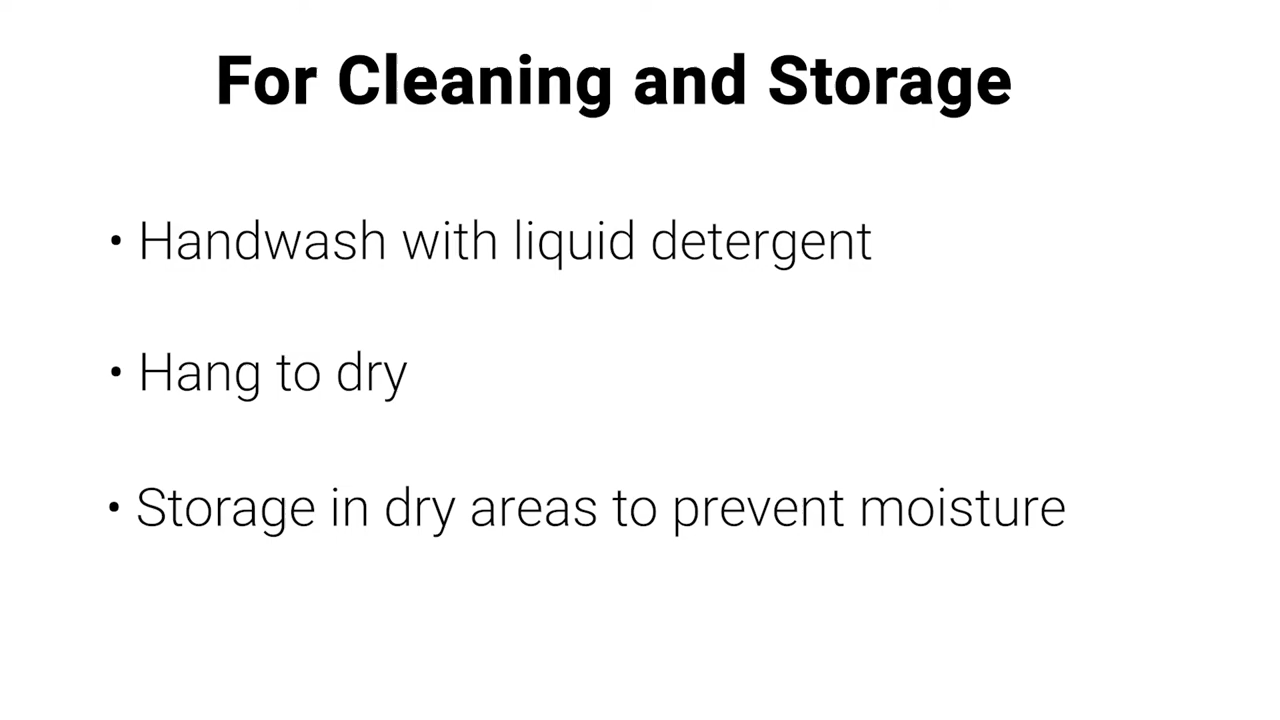 For Cleaning and Storage
• Handwash with liquid detergent
• Hang to dry
• Storage in dry areas to prevent moisture